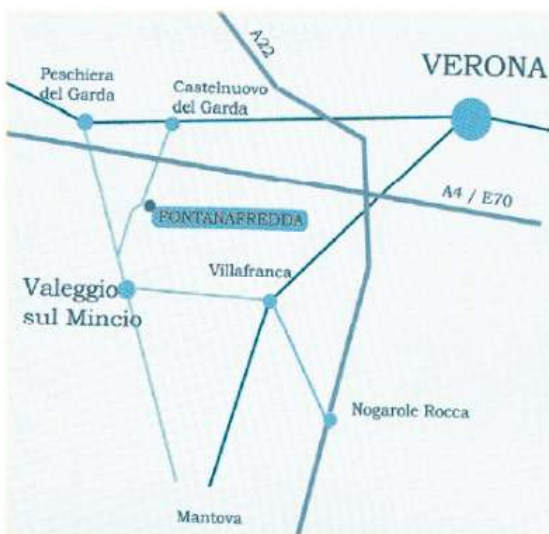 A22
VERONA
Peschiera
del Garda
Castelnuovo
del Garda
A4 / E70
FONTANAFREDDA
Villafranca
Valeggio
sul Mincio
Nogarole Rocca
Mantova